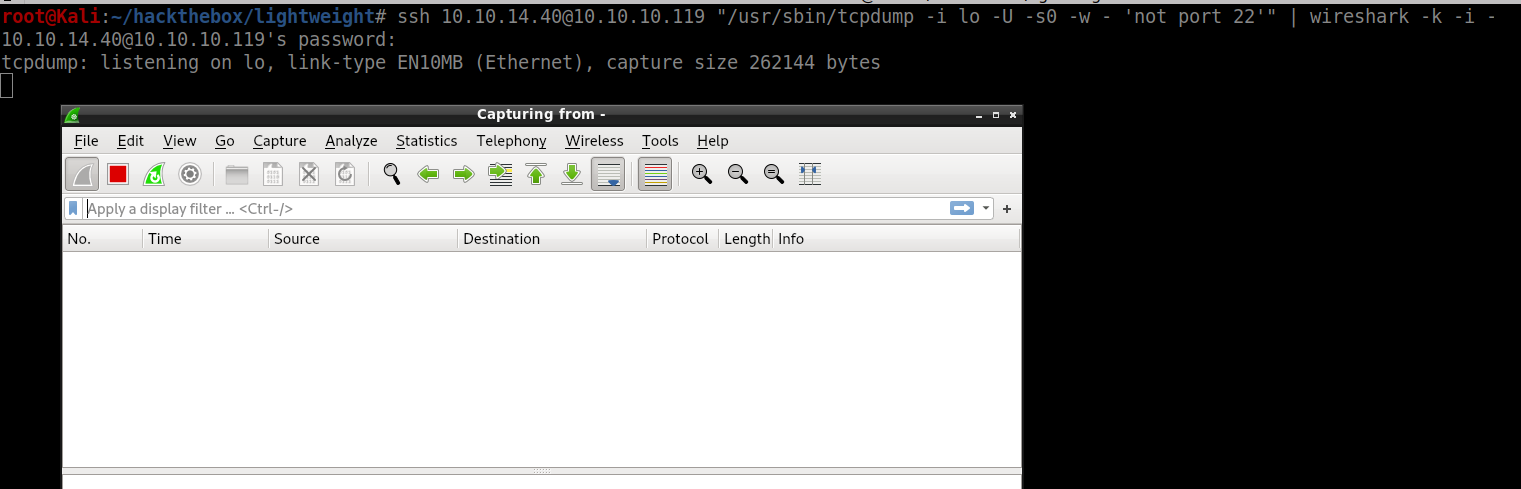 root@Kali:~/hackthebox/lightweight# ssh 10.10.14.40@10.10.10.119 "/usr/sbin/tcpdump -i lo -U -s0 -w - 'not port 22'" | wireshark -k -i -
10.10.14.40@10.10.10.119's password:
tcpdump: listening on lo, link-type EN10MB (Ethernet), capture size 262144 bytes
Capturing from -
File Edit View Go Capture Analyze Statistics Telephony Wireless Tools Help
Apply a display filter ... <Ctrl-/>
No. Time Source Destination Protocol Length Info